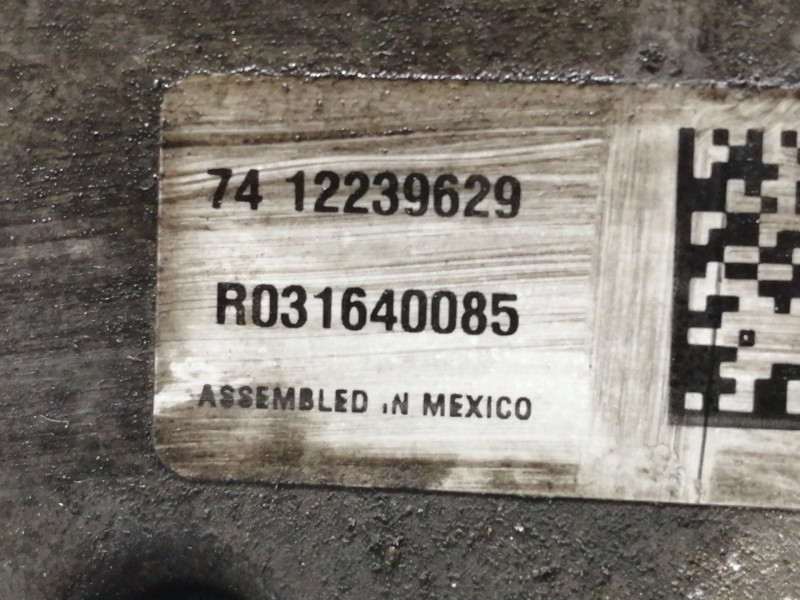 74 12239629
R031640085
ASSEMBLED IN MEXICO